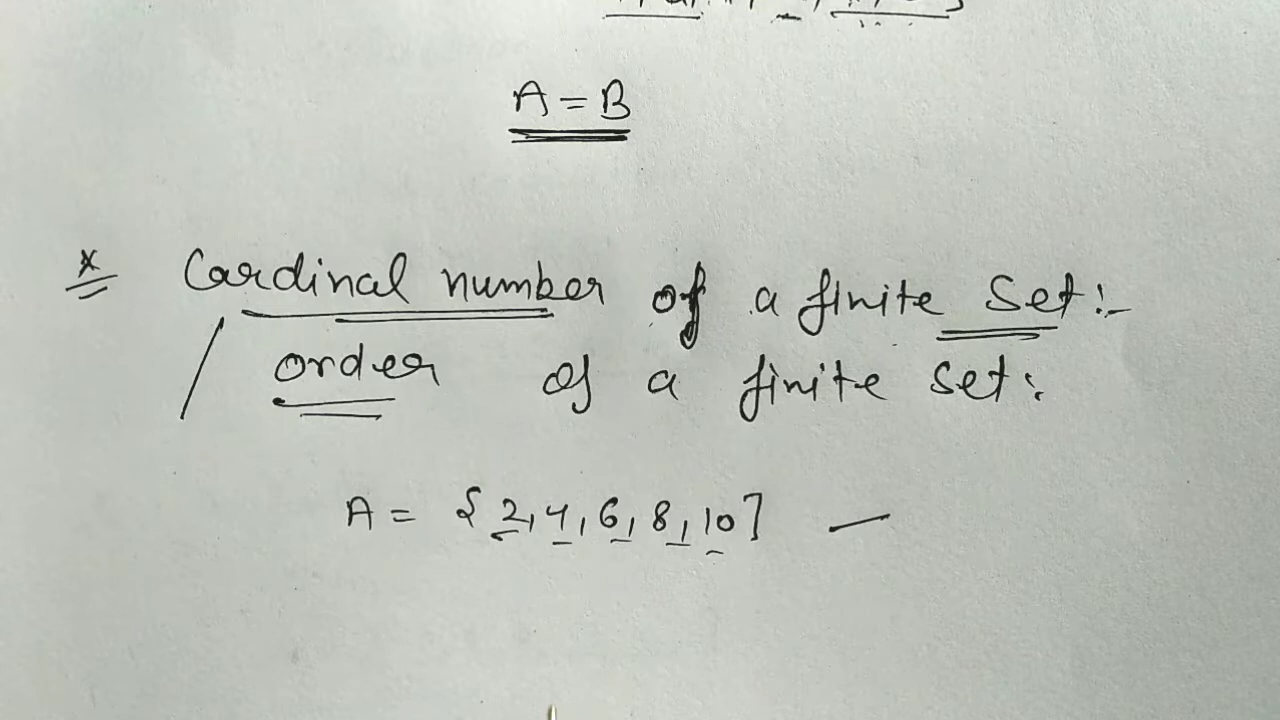 A = B
* Cardinal number of a finite set:-
/ order of a finite set:
A = {2, 4, 6, 8, 10} —